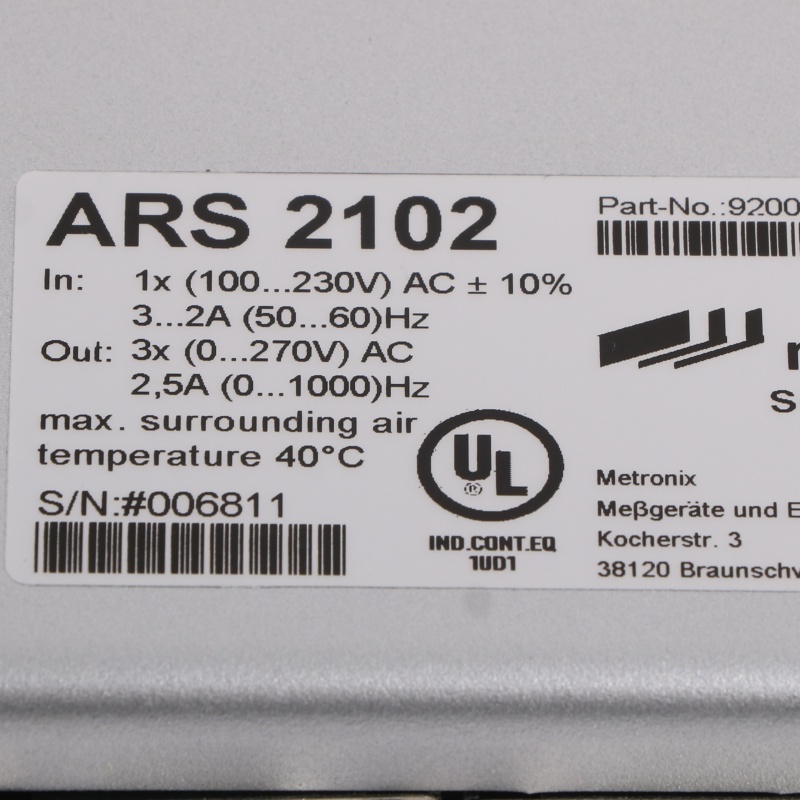 ARS 2102
In: 1x (100...230V) AC ± 10%
3...2A (50...60)Hz
Out: 3x (0...270V) AC
2,5A (0...1000)Hz
max. surrounding air
temperature 40°C
S/N:#006811
UL
®
IND.CONT.EQ
1UD1
Part-No.:9200
S
Metronix
Meßgeräte und E
Kocherstr. 3
38120 Braunschw